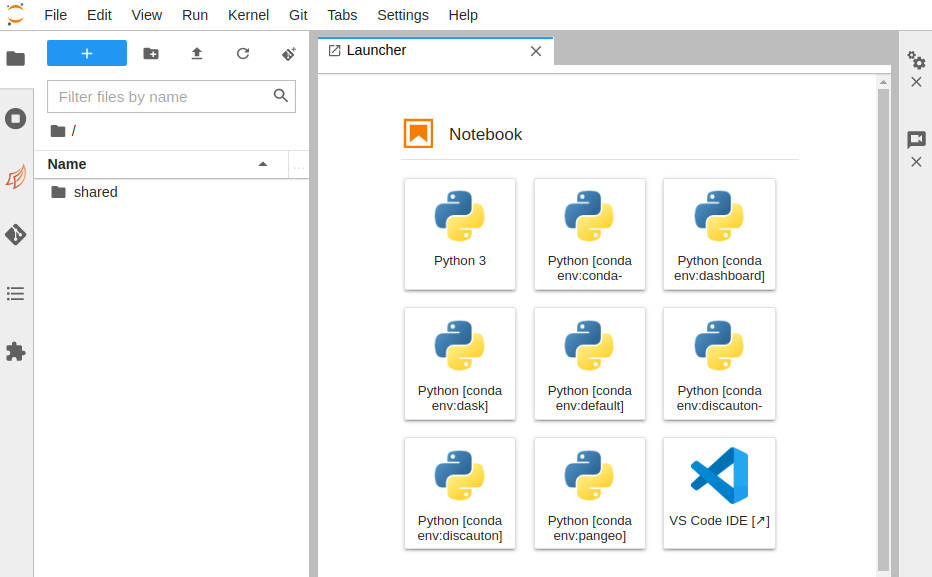 File Edit View Run Kernel Git Tabs Settings Help
Launcher
Filter files by name
/
Name
...
shared
Notebook
Python 3
Python [conda
env:conda-
Python [conda
env:dashboard]
Python [conda
env:dask]
Python [conda
env:default]
Python [conda
env:discauton-
Python [conda
env:discauton]
Python [conda
env:pangeo]
VS Code IDE [↗]